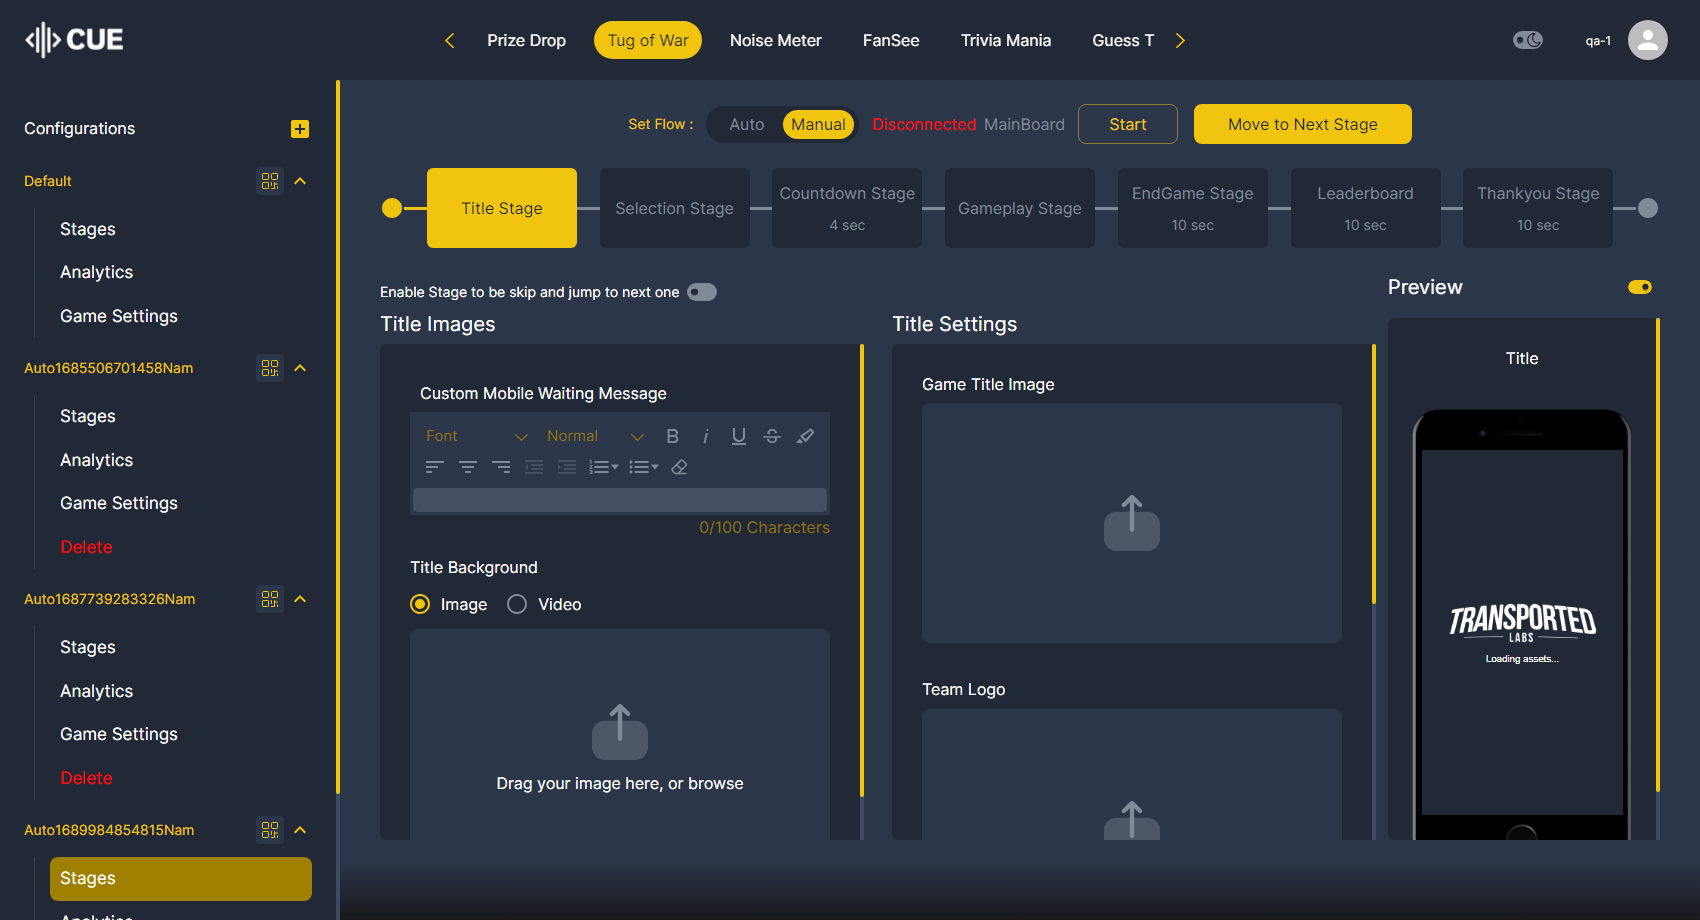 CUE
Prize Drop
Tug of War
Noise Meter
FanSee
Trivia Mania
Guess T
qa-1
Configurations
Default
Stages
Analytics
Game Settings
Auto1685506701458Nam
Stages
Analytics
Game Settings
Delete
Auto1687739283326Nam
Stages
Analytics
Game Settings
Delete
Auto1689984854815Nam
Stages
Analytics
Set Flow :
Auto
Manual
Disconnected MainBoard
Start
Move to Next Stage
Title Stage
Selection Stage
Countdown Stage
4 sec
Gameplay Stage
EndGame Stage
10 sec
Leaderboard
10 sec
Thankyou Stage
10 sec
Enable Stage to be skip and jump to next one
Title Images
Custom Mobile Waiting Message
Font
Normal
0/100 Characters
Title Background
Image
Video
Drag your image here, or browse
Title Settings
Game Title Image
Team Logo
Preview
Title
TRANSPORTED
LABS
Loading assets...